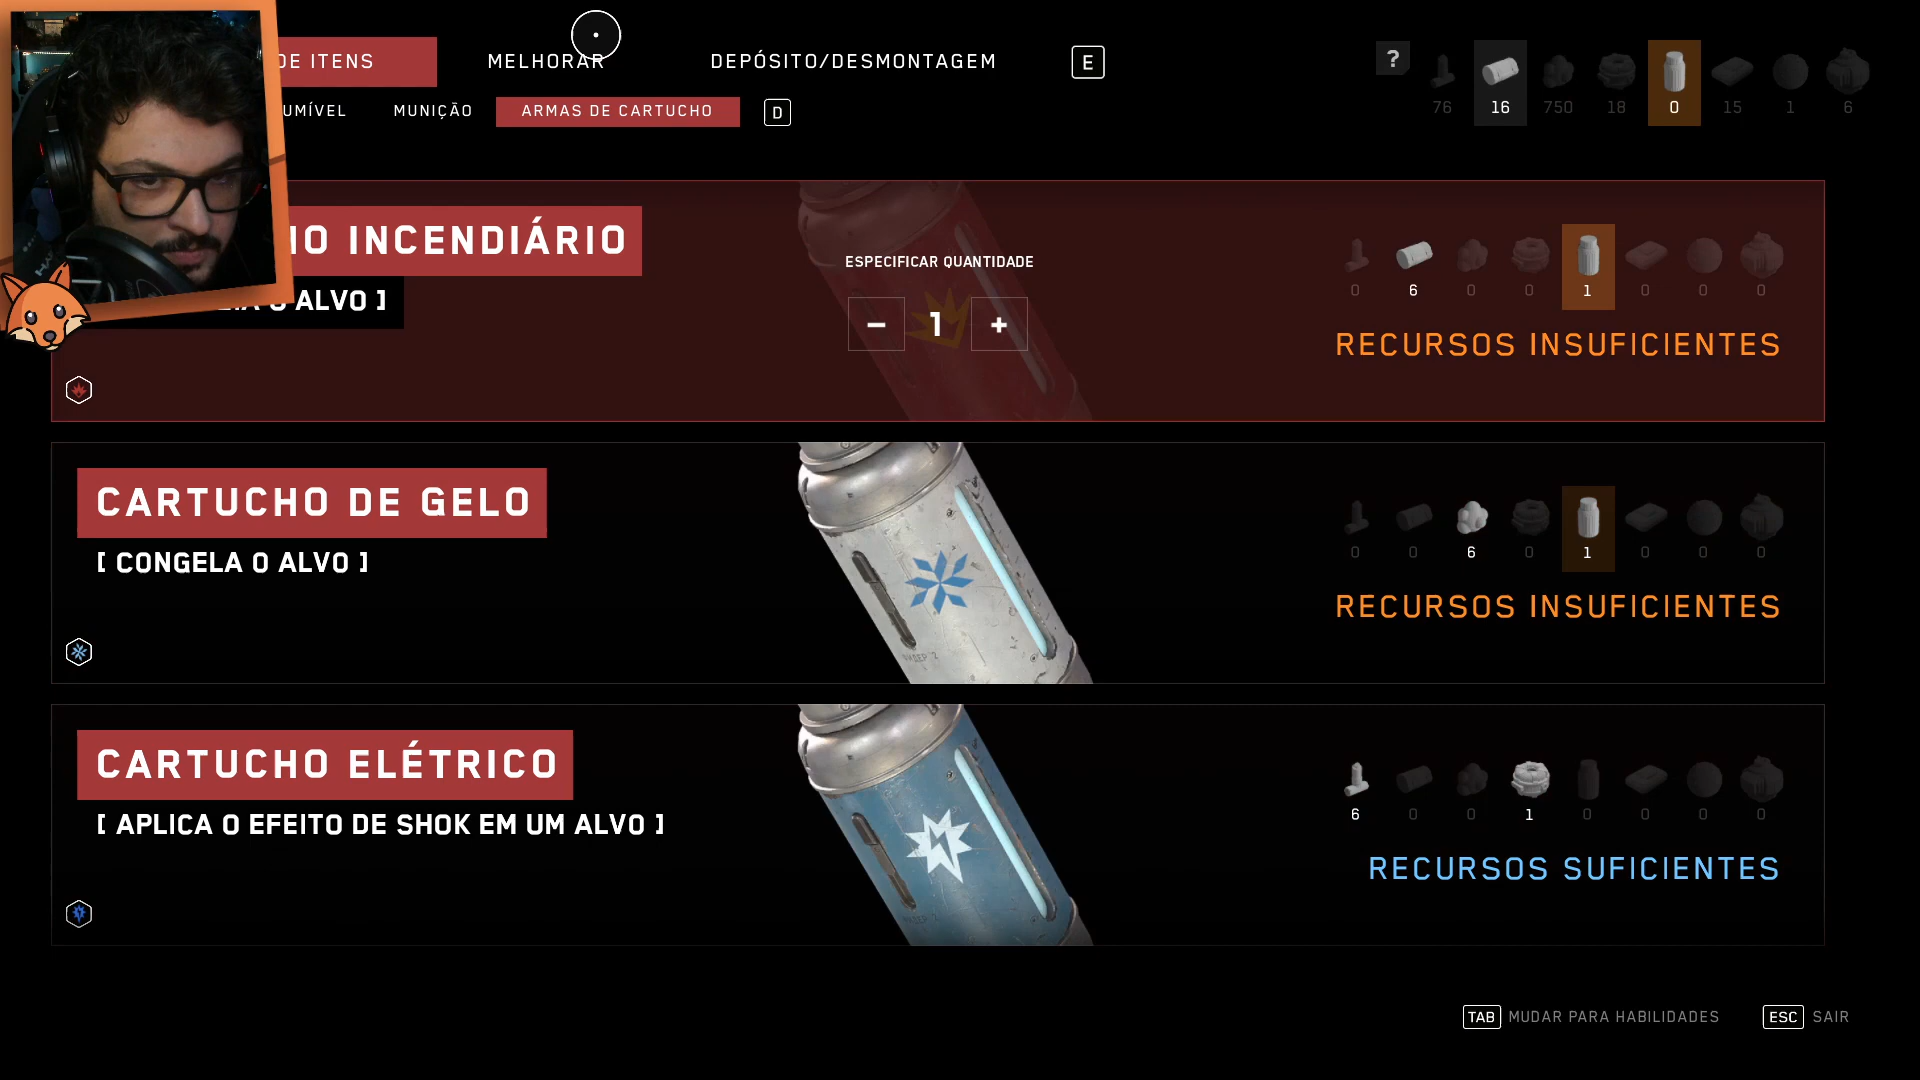 DE ITENS MELHORAR DEPÓSITO/DESMONTAGEM E
?
76 16 750 18 0 15 1 6
MUNIÇÃO ARMAS DE CARTUCHO D
INCENDIÁRIO
ALVO ]
ESPECIFICAR QUANTIDADE
− 1 +
0 6 0 0 1 0 0 0
RECURSOS INSUFICIENTES
CARTUCHO DE GELO
[ CONGELA O ALVO ]
0 0 6 0 1 0 0 0
RECURSOS INSUFICIENTES
CARTUCHO ELÉTRICO
[ APLICA O EFEITO DE SHOK EM UM ALVO ]
6 0 0 1 0 0 0 0
RECURSOS SUFICIENTES
TAB MUDAR PARA HABILIDADES ESC SAIR